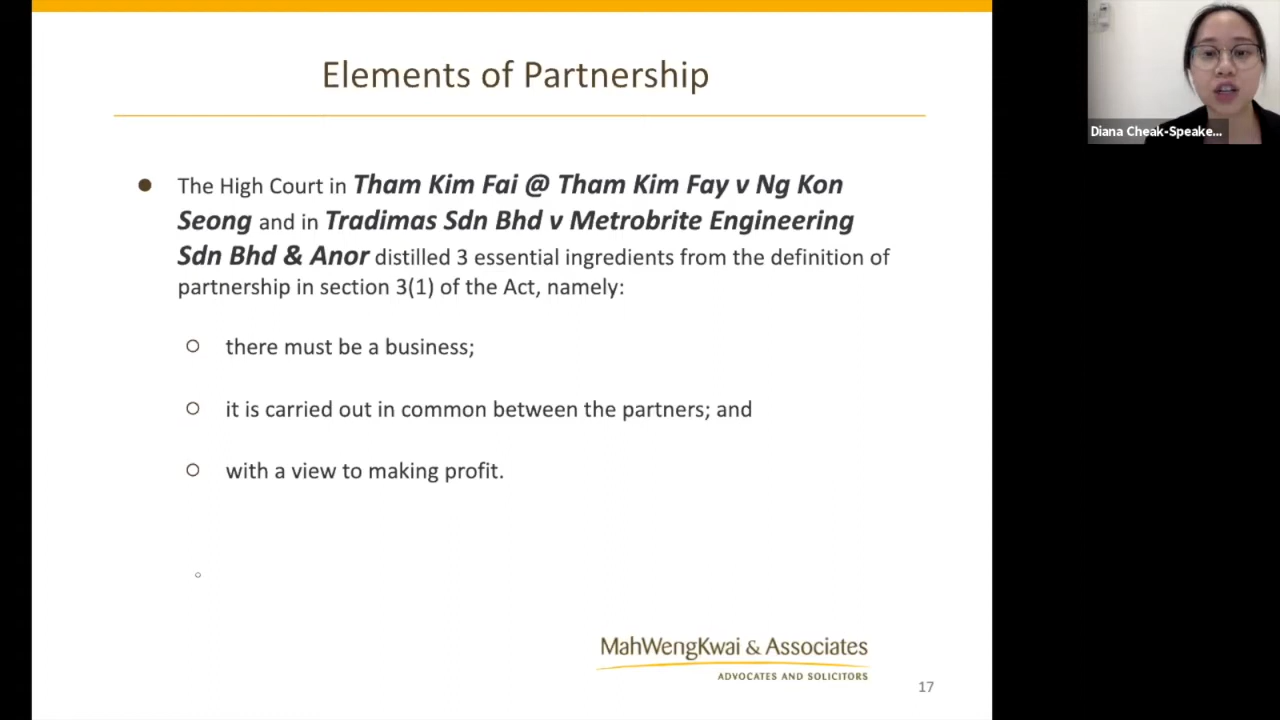 Elements of Partnership
Diana Cheak-Speake...
The High Court in Tham Kim Fai @ Tham Kim Fay v Ng Kon
Seong and in Tradimas Sdn Bhd v Metrobrite Engineering
Sdn Bhd & Anor distilled 3 essential ingredients from the definition of
partnership in section 3(1) of the Act, namely:
there must be a business;
it is carried out in common between the partners; and
with a view to making profit.
MahWengKwai & Associates
ADVOCATES AND SOLICITORS
17